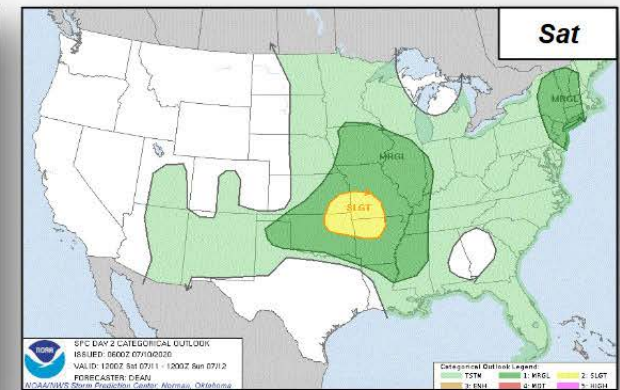 Sat
MRGL
MRGL
SLGT
NOAA
SPC DAY 2 CATEGORICAL OUTLOOK
ISSUED: 0600Z 07/10/2020
VALID: 1200Z Sat 07/11 - 1200Z Sun 07/12
FORECASTER: DEAN
NOAA/NWS Storm Prediction Center, Norman, Oklahoma
Categorical Outlook Legend:
TSTM 1: MRGL 2: SLGT
3: ENH 4: MDT 5: HIGH